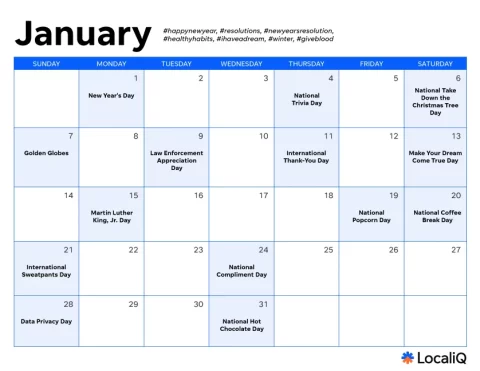 January
#happynewyear, #resolutions, #newyearsresolution,
#healthyhabits, #ihaveadream, #winter, #giveblood
SUNDAY MONDAY TUESDAY WEDNESDAY THURSDAY FRIDAY SATURDAY
1 2 3 4 5 6
New Year's Day
National
Trivia Day
National Take
Down the
Christmas Tree
Day
7 8 9 10 11 12 13
Golden Globes
Law Enforcement
Appreciation
Day
International
Thank-You Day
Make Your Dream
Come True Day
14 15 16 17 18 19 20
Martin Luther
King, Jr. Day
National
Popcorn Day
National Coffee
Break Day
21 22 23 24 25 26 27
International
Sweatpants Day
National
Compliment Day
28 29 30 31
Data Privacy Day
National Hot
Chocolate Day
LocaliQ